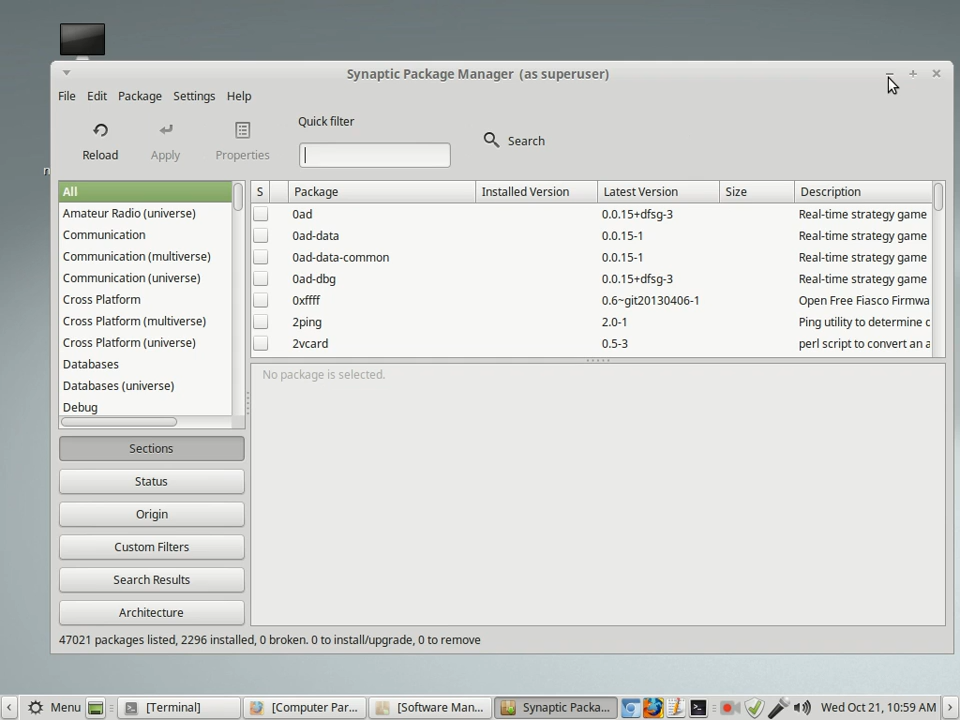 Synaptic Package Manager (as superuser)
File Edit Package Settings Help
Quick filter
Search
Reload Apply Properties
All
Amateur Radio (universe)
Communication
Communication (multiverse)
Communication (universe)
Cross Platform
Cross Platform (multiverse)
Cross Platform (universe)
Databases
Databases (universe)
Debug
S Package Installed Version Latest Version Size Description
0ad 0.0.15+dfsg-3 Real-time strategy game
0ad-data 0.0.15-1 Real-time strategy game
0ad-data-common 0.0.15-1 Real-time strategy game
0ad-dbg 0.0.15+dfsg-3 Real-time strategy game
0xffff 0.6~git20130406-1 Open Free Fiasco Firmwa
2ping 2.0-1 Ping utility to determine c
2vcard 0.5-3 perl script to convert an a
No package is selected.
Sections
Status
Origin
Custom Filters
Search Results
Architecture
47021 packages listed, 2296 installed, 0 broken. 0 to install/upgrade, 0 to remove
Menu [Terminal] [Computer Par... [Software Man... Synaptic Packa... Wed Oct 21, 10:59 AM